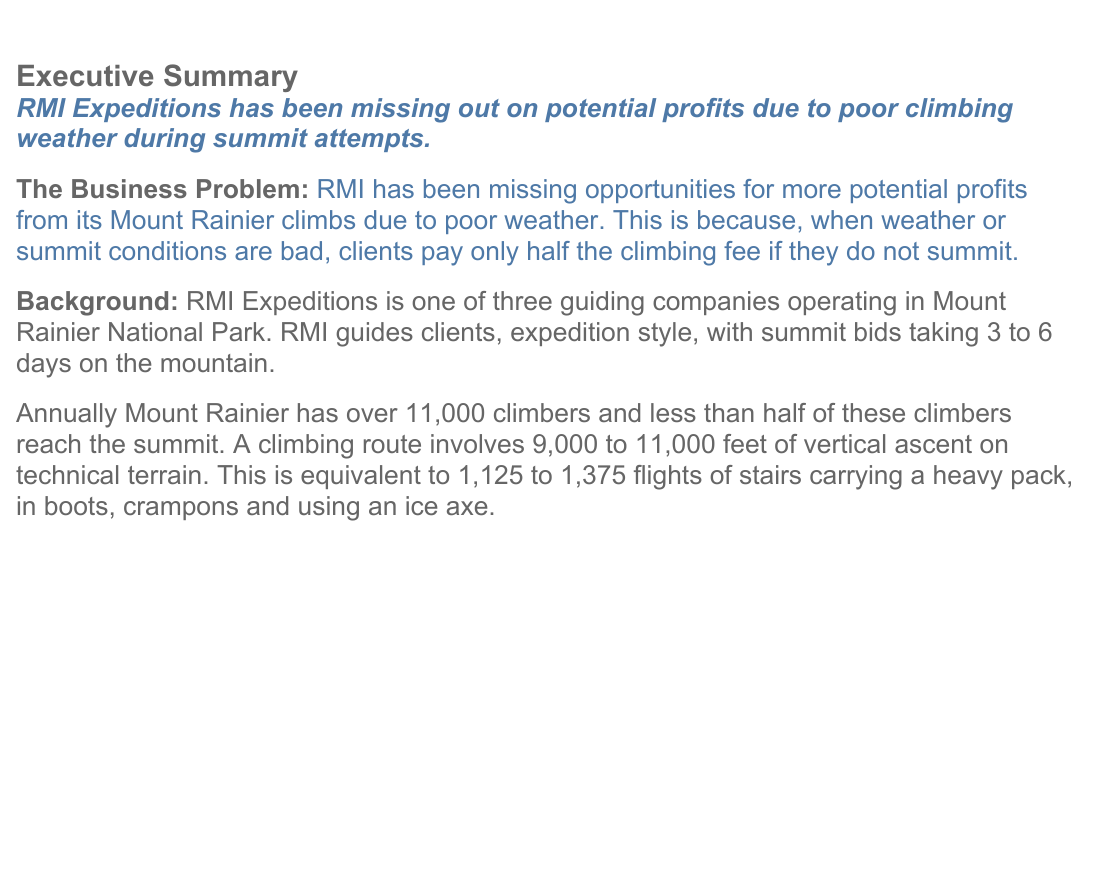 Executive Summary
RMI Expeditions has been missing out on potential profits due to poor climbing
weather during summit attempts.
The Business Problem: RMI has been missing opportunities for more potential profits
from its Mount Rainier climbs due to poor weather. This is because, when weather or
summit conditions are bad, clients pay only half the climbing fee if they do not summit.
Background: RMI Expeditions is one of three guiding companies operating in Mount
Rainier National Park. RMI guides clients, expedition style, with summit bids taking 3 to 6
days on the mountain.
Annually Mount Rainier has over 11,000 climbers and less than half of these climbers
reach the summit. A climbing route involves 9,000 to 11,000 feet of vertical ascent on
technical terrain. This is equivalent to 1,125 to 1,375 flights of stairs carrying a heavy pack,
in boots, crampons and using an ice axe.